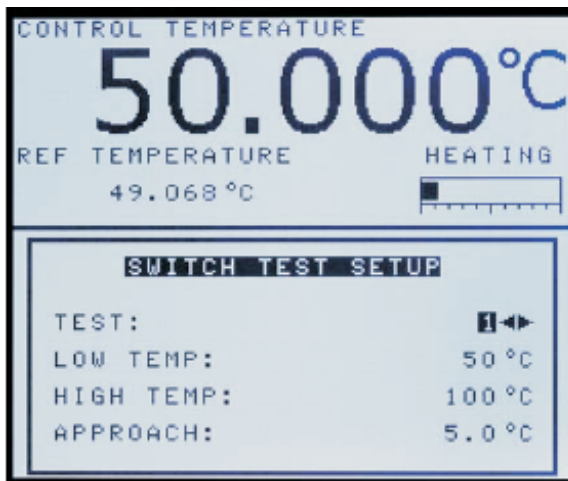 CONTROL TEMPERATURE
50.000°C
REF TEMPERATURE HEATING
49.068°C
SWITCH TEST SETUP
TEST: 1◄►
LOW TEMP: 50°C
HIGH TEMP: 100°C
APPROACH: 5.0°C